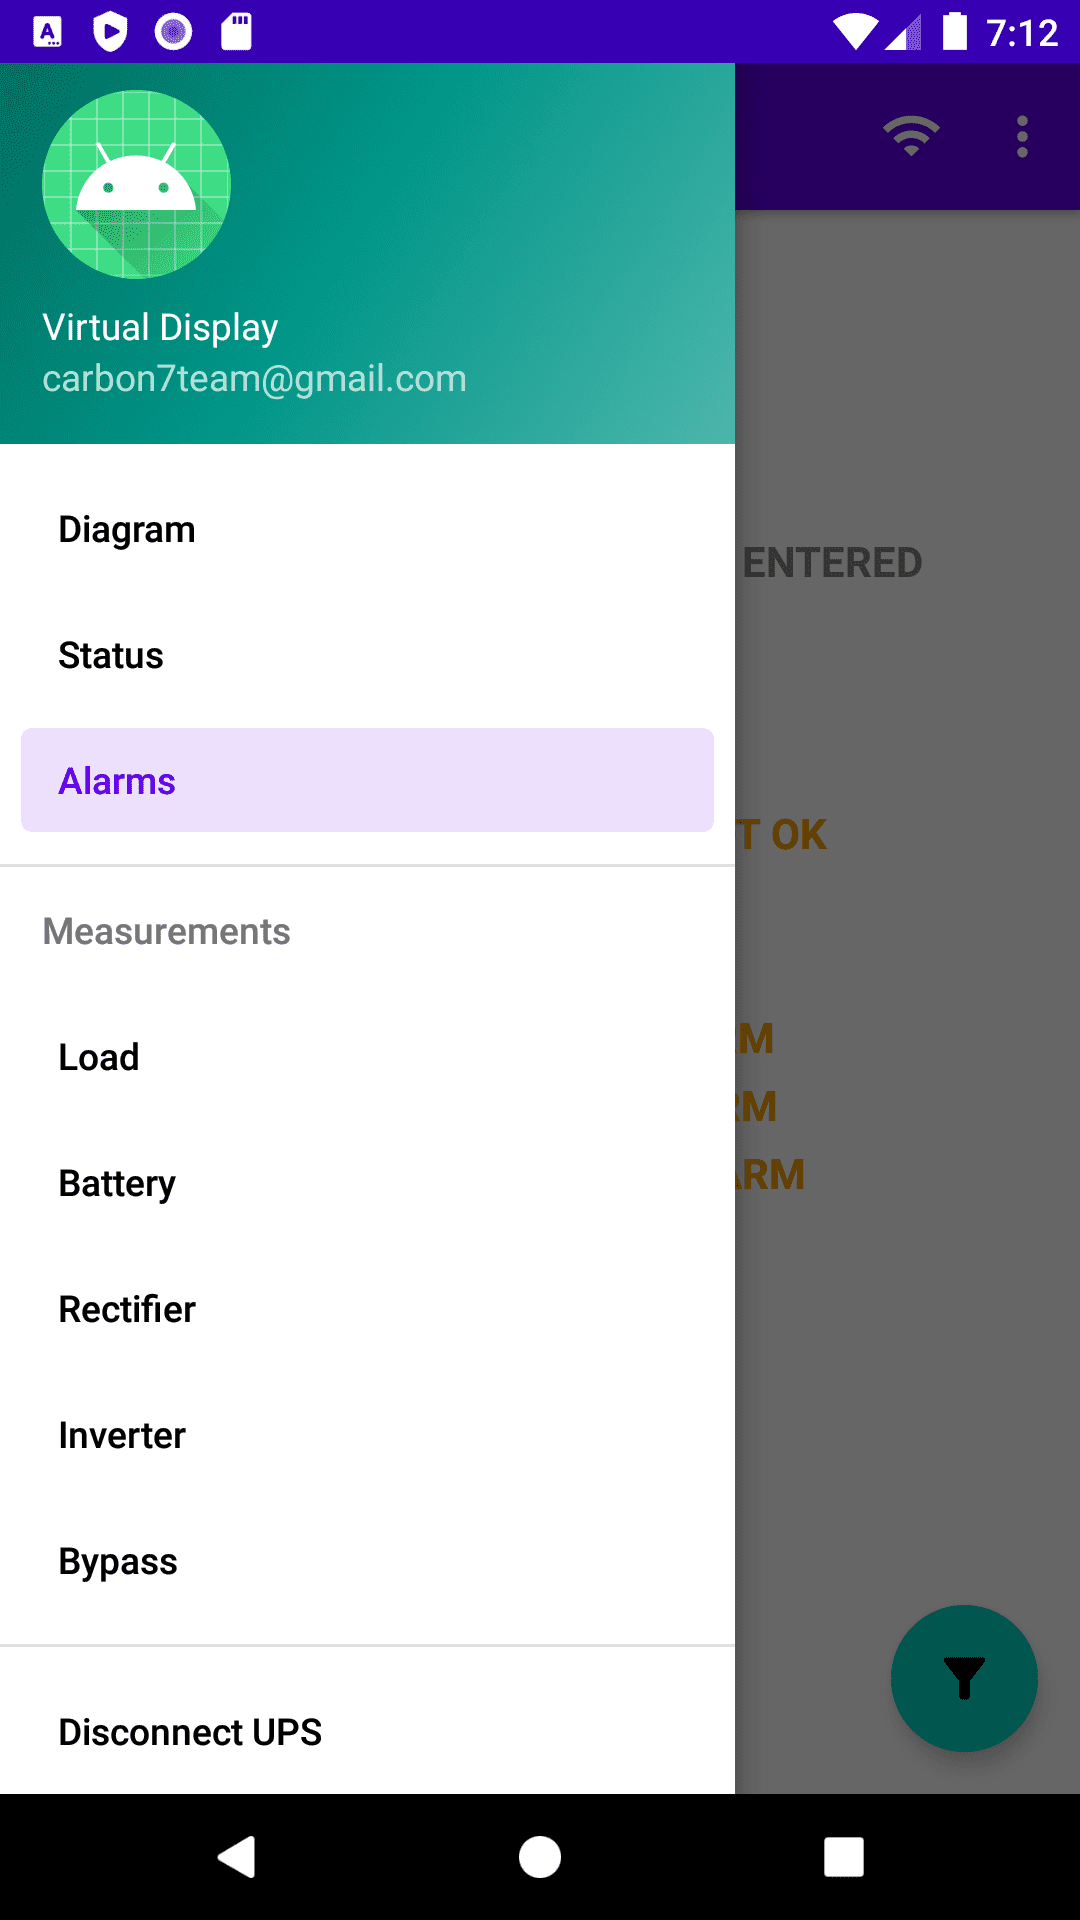 7:12
Virtual Display
carbon7team@gmail.com
Diagram
ENTERED
Status
Alarms
OK
Measurements
Load
Battery
Rectifier
Inverter
Bypass
Disconnect UPS